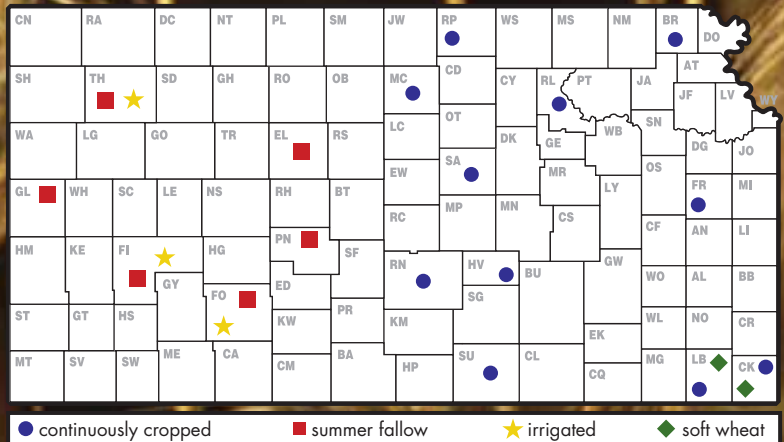 CN RA DC NT PL SM JW RP WS MS NM BR DO
SH TH SD GH RO OB MC CD CY RL PT JA AT
JF LV WY
WA LG GO TR EL RS LC OT DK GE WB SN DG JO
GL WH SC LE NS RH BT EW SA MR LY OS FR MI
HM KE FI HG PN SF RC MP MN CS CF AN LI
GY FO ED RN HV BU GW WO AL BB
ST GT HS KW PR KM SG EK WL NO CR
MT SV SW ME CA CM BA HP SU CL CQ MG LB CK
continuously cropped summer fallow irrigated soft wheat